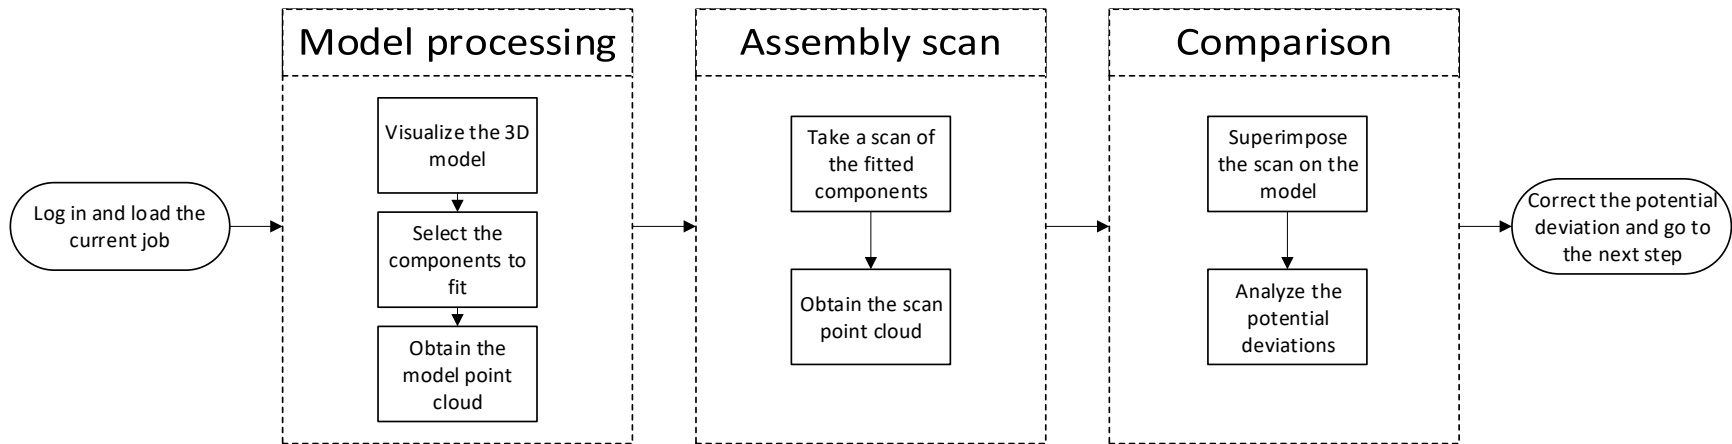 Log in and load the
current job
Model processing
Visualize the 3D
model
Select the
components to
fit
Obtain the
model point
cloud
Assembly scan
Take a scan of
the fitted
components
Obtain the scan
point cloud
Comparison
Superimpose
the scan on the
model
Analyze the
potential
deviations
Correct the potential
deviation and go to
the next step